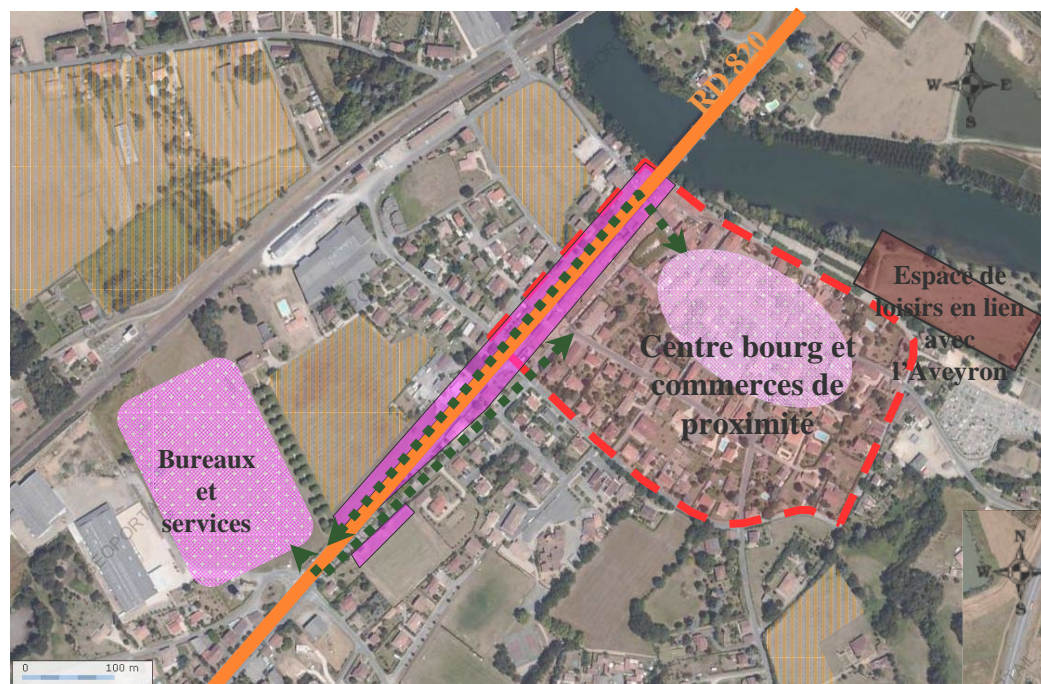 RD 820
N
W E
S
Espace de
loisirs en lien
avec
l'Aveyron
Centre bourg et
commerces de
proximité
Bureaux
et
services
N
W E
S
0 100 m